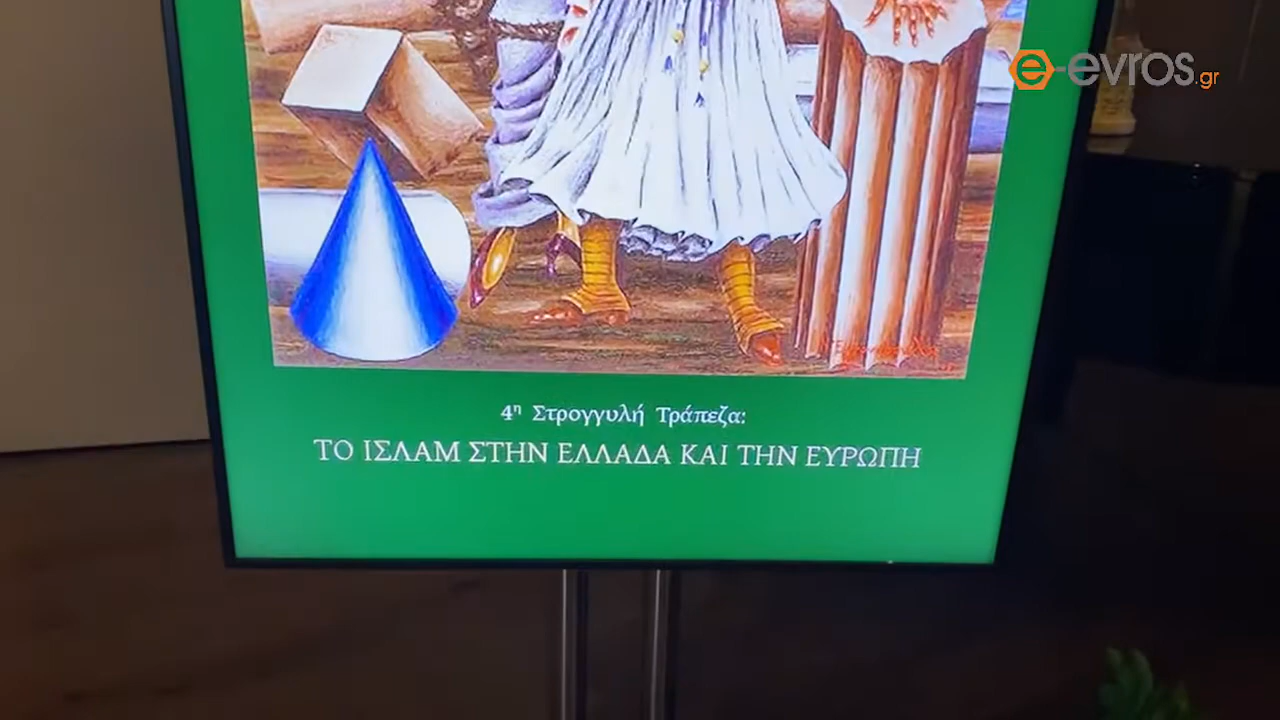 e-evros.gr
4η Στρογγυλή Τράπεζα:
ΤΟ ΙΣΛΑΜ ΣΤΗΝ ΕΛΛΑΔΑ ΚΑΙ ΤΗΝ ΕΥΡΩΠΗ